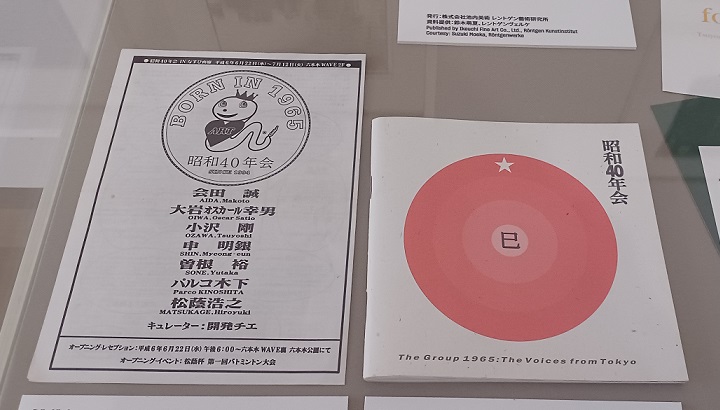 発行：株式会社池内美術 レントゲン藝術研究所
資料提供：鈴木萌夏、レントゲンヴェルケ
Published by Ikeuchi Fine Art Co., Ltd., Röntgen Kunstinstitut
Courtesy: Suzuki Moeka, Röntgenwerke
fo
● 昭和40年会 IN なすび画廊 平成6年6月22日(水)～7月12日(火) 六本木WAVE 2F ●
BORN IN 1965
ART
昭和40年会
SINCE 1994
会田 誠
AIDA, Makoto
大岩オスカール幸男
OIWA, Oscar Satio
小沢 剛
OZAWA, Tsuyoshi
申 明銀
SHIN, Myeong-eun
曽根 裕
SONE, Yutaka
パルコ木下
Parco KINOSHITA
松蔭浩之
MATSUKAGE, Hiroyuki
キュレーター：開発チエ
オープニング・レセプション：平成6年6月22日(水) 午後6:00～六本木WAVE裏 六本木公園にて
オープニング・イベント：松蔭杯 第一回バトミントン大会
昭和40年会
巳
The Group 1965: The Voices from Tokyo